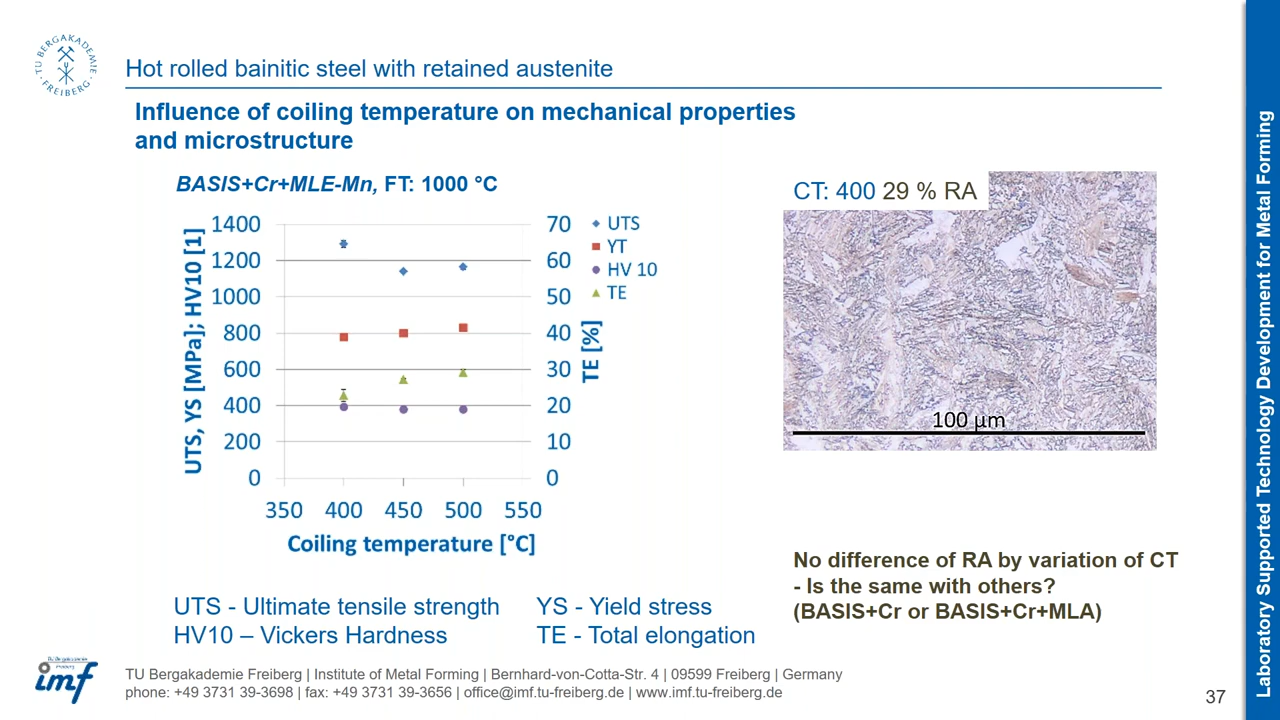 TU BERGAKADEMIE
FREIBERG
Hot rolled bainitic steel with retained austenite
Influence of coiling temperature on mechanical properties
and microstructure
BASIS+Cr+MLE-Mn, FT: 1000 °C
UTS, YS [MPa]; HV10 [1]
1400
1200
1000
800
600
400
200
0
70
60
50
40
30
20
10
0
TE [%]
UTS
YT
HV 10
TE
350 400 450 500 550
Coiling temperature [°C]
CT: 400 29 % RA
100 µm
No difference of RA by variation of CT
- Is the same with others?
(BASIS+Cr or BASIS+Cr+MLA)
UTS - Ultimate tensile strength
YS - Yield stress
HV10 – Vickers Hardness
TE - Total elongation
TU Bergakademie
Freiberg
imf
TU Bergakademie Freiberg | Institute of Metal Forming | Bernhard-von-Cotta-Str. 4 | 09599 Freiberg | Germany
phone: +49 3731 39-3698 | fax: +49 3731 39-3656 | office@imf.tu-freiberg.de | www.imf.tu-freiberg.de
37
Laboratory Supported Technology Development for Metal Forming